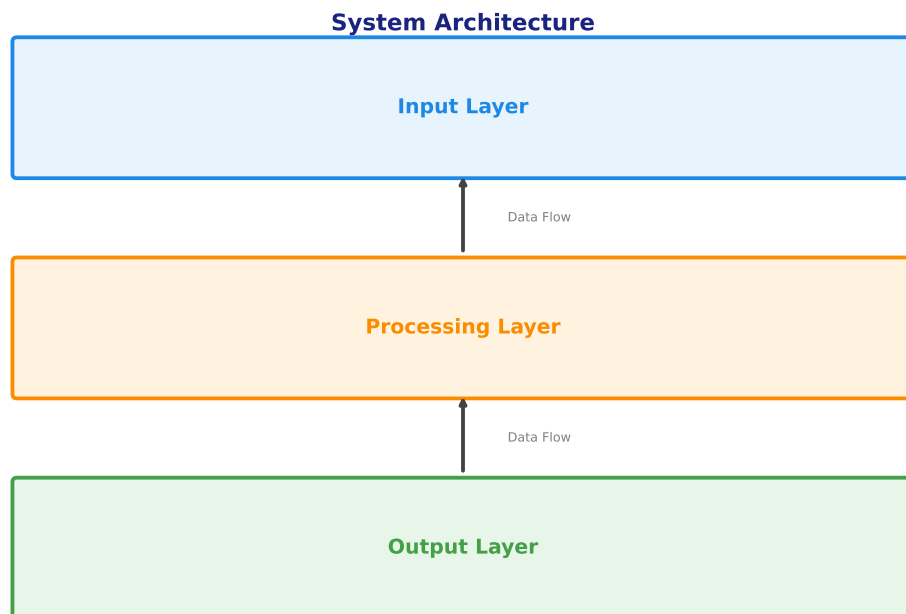 System Architecture
Input Layer
Data Flow
Processing Layer
Data Flow
Output Layer